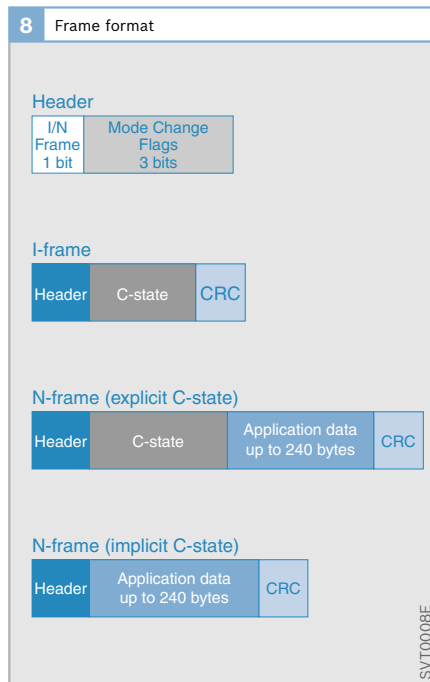 8 Frame format
Header
I/N
Frame
1 bit
Mode Change
Flags
3 bits
I-frame
Header
C-state
CRC
N-frame (explicit C-state)
Header
C-state
Application data
up to 240 bytes
CRC
N-frame (implicit C-state)
Header
Application data
up to 240 bytes
CRC
SVT0008E